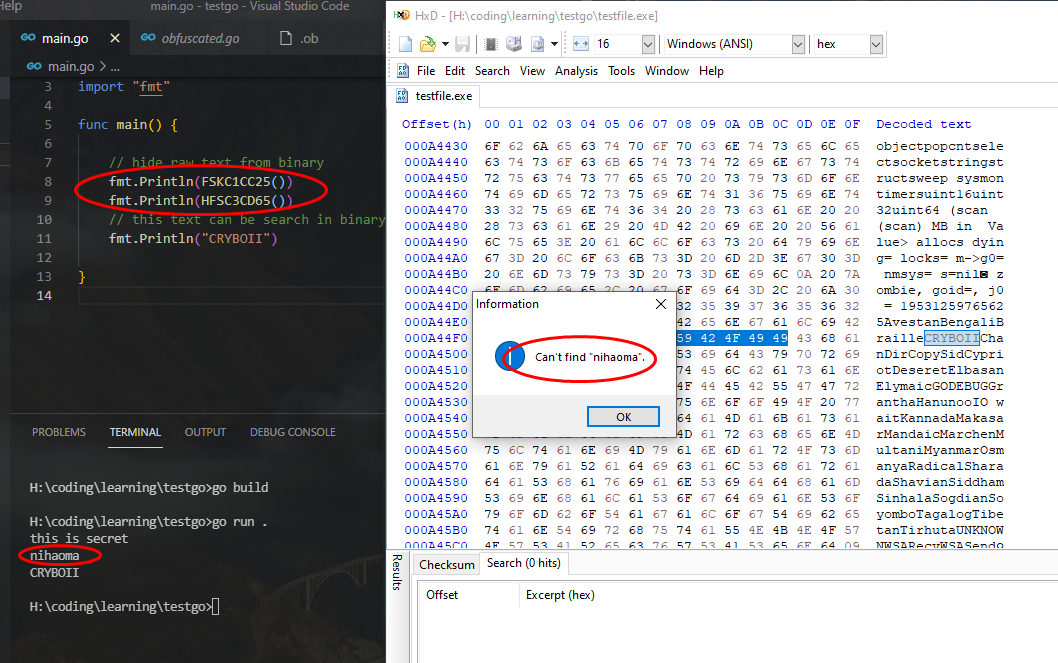 Help
main.go - testgo - Visual Studio Code
main.go
obfuscated.go
.ob
main.go > ...
3 import "fmt"
4
5 func main() {
6
7 // hide raw text from binary
8 fmt.Println(FSKC1CC25())
9 fmt.Println(HFSC3CD65())
10 // this text can be search in binary
11 fmt.Println("CRYBOII")
12
13 }
14
PROBLEMS TERMINAL OUTPUT DEBUG CONSOLE
H:\coding\learning\testgo>go build
H:\coding\learning\testgo>go run .
this is secret
nihaoma
CRYBOII
H:\coding\learning\testgo>
HxD - [H:\coding\learning\testgo\testfile.exe]
16 Windows (ANSI) hex
File Edit Search View Analysis Tools Window Help
testfile.exe
Offset(h) 00 01 02 03 04 05 06 07 08 09 0A 0B 0C 0D 0E 0F Decoded text
000A4430 6F 62 6A 65 63 74 70 6F 70 63 6E 74 73 65 6C 65 objectpopcntsele
000A4440 63 74 73 6F 63 6B 65 74 73 74 72 69 6E 67 73 74 ctsocketstringst
000A4450 72 75 63 74 73 77 65 65 70 20 73 79 73 6D 6F 6E ructsweep sysmon
000A4460 74 69 6D 65 72 73 75 69 6E 74 31 36 75 69 6E 74 timersuint16uint
000A4470 33 32 75 69 6E 74 36 34 20 28 73 63 61 6E 20 20 32uint64 (scan
000A4480 28 73 63 61 6E 29 20 4D 42 20 69 6E 20 20 56 61 (scan) MB in  Va
000A4490 6C 75 65 3E 20 61 6C 6C 6F 63 73 20 64 79 69 6E lue> allocs dyin
000A44A0 67 3D 20 6C 6F 63 6B 73 3D 20 6D 2D 3E 67 30 3D g= locks= m->g0=
000A44B0 20 6E 6D 73 79 73 3D 20 73 3D 6E 69 6C 0A 20 7A nmsys= s=nil◙ z
000A44C0 6F 6D 62 69 65 2C 20 67 6F 69 64 3D 2C 20 6A 30 ombie, goid=, j0
000A44D0 32 35 39 37 36 35 36 32 = 1953125976562
000A44E0 42 65 6E 67 61 6C 69 42 5AvestanBengaliB
000A44F0 59 42 4F 49 49 43 68 61 railleCRYBOIICha
000A4500 53 69 64 43 79 70 72 69 nDirCopySidCypri
000A4510 74 45 6C 62 61 73 61 6E otDeseretElbasan
000A4520 4F 44 45 42 55 47 47 72 ElymaicGODEBUGGr
000A4530 75 6E 6F 6F 49 4F 20 77 anthaHanunooIO w
000A4540 64 61 4D 61 6B 61 73 61 aitKannadaMakasa
000A4550 4D 61 72 63 68 65 6E 4D rMandaicMarchenM
000A4560 75 6C 74 61 6E 69 4D 79 61 6E 6D 61 72 4F 73 6D ultaniMyanmarOsm
000A4570 61 6E 79 61 52 61 64 69 63 61 6C 53 68 61 72 61 anyaRadicalShara
000A4580 64 61 53 68 61 76 69 61 6E 53 69 64 64 68 61 6D daShavianSiddham
000A4590 53 69 6E 68 61 6C 61 53 6F 67 64 69 61 6E 53 6F SinhalaSogdianSo
000A45A0 79 6F 6D 62 6F 54 61 67 61 6C 6F 67 54 69 62 65 yomboTagalogTibe
000A45B0 74 61 6E 54 69 72 68 75 74 61 55 4E 4B 4E 4F 57 tanTirhutaUNKNOW
000A45C0 4E 57 53 41 52 65 63 76 57 53 41 53 65 6E 64 09 NWSARecvWSASendo
Information
Can't find "nihaoma".
OK
Results
Checksum Search (0 hits)
Offset Excerpt (hex)